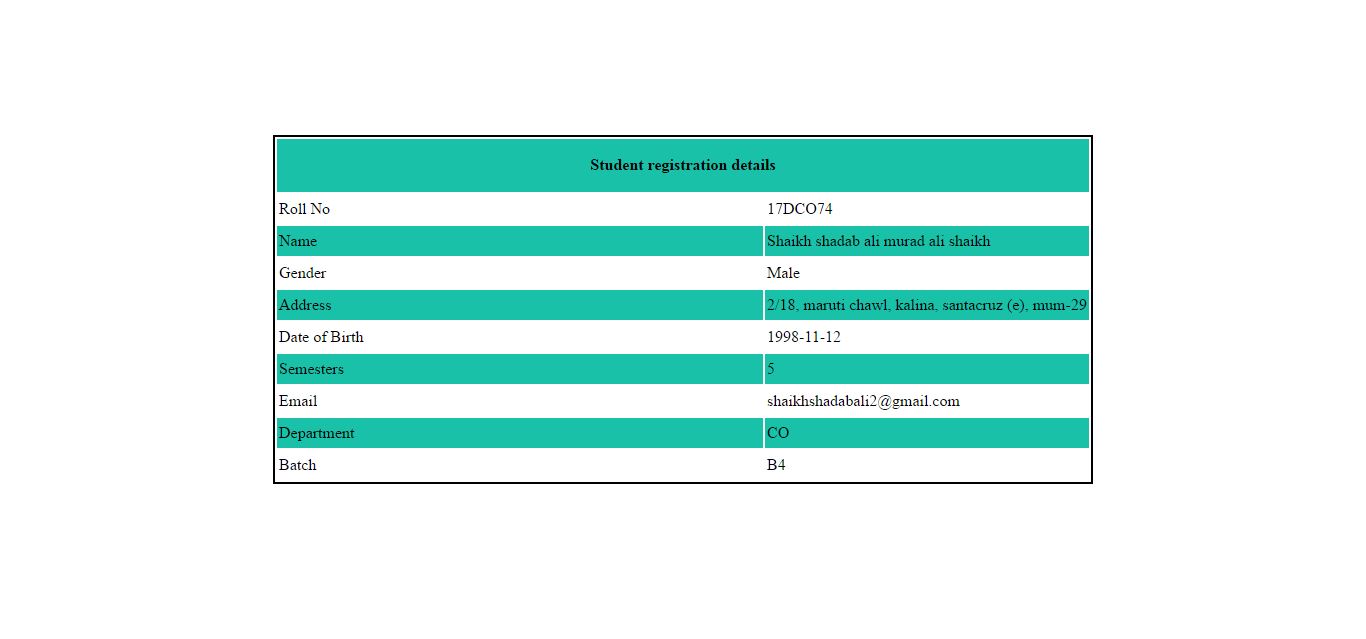 Student registration details
Roll No 17DCO74
Name Shaikh shadab ali murad ali shaikh
Gender Male
Address 2/18, maruti chawl, kalina, santacruz (e), mum-29
Date of Birth 1998-11-12
Semesters 5
Email shaikhshadabali2@gmail.com
Department CO
Batch B4